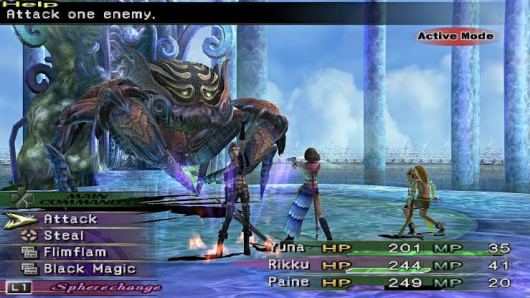 Help
Attack one enemy.
Active Mode
MAIN COMMAND
Attack
Steal
Flimflam
Black Magic
L1 Spherechange
Yuna HP 201 MP 35
Rikku HP 244 MP 41
Paine HP 249 MP 20